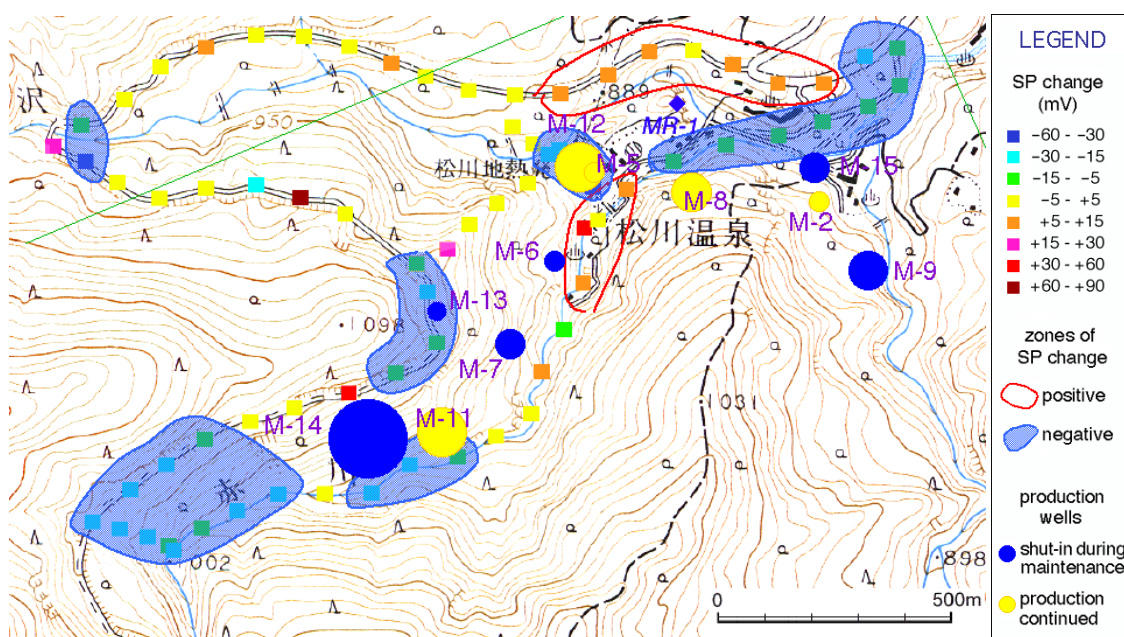 沢
950
889
M-12
MR-1
松川地熱
M-5
M-15
M-8
M-2
松川温泉
M-6
M-9
M-13
1098
M-7
1031
M-14
M-11
赤
川
002
898
0
500m
LEGEND
SP change
(mV)
-60 - -30
-30 - -15
-15 - -5
-5 - +5
+5 - +15
+15 - +30
+30 - +60
+60 - +90
zones of
SP change
positive
negative
production
wells
shut-in during
maintenance
production
continued